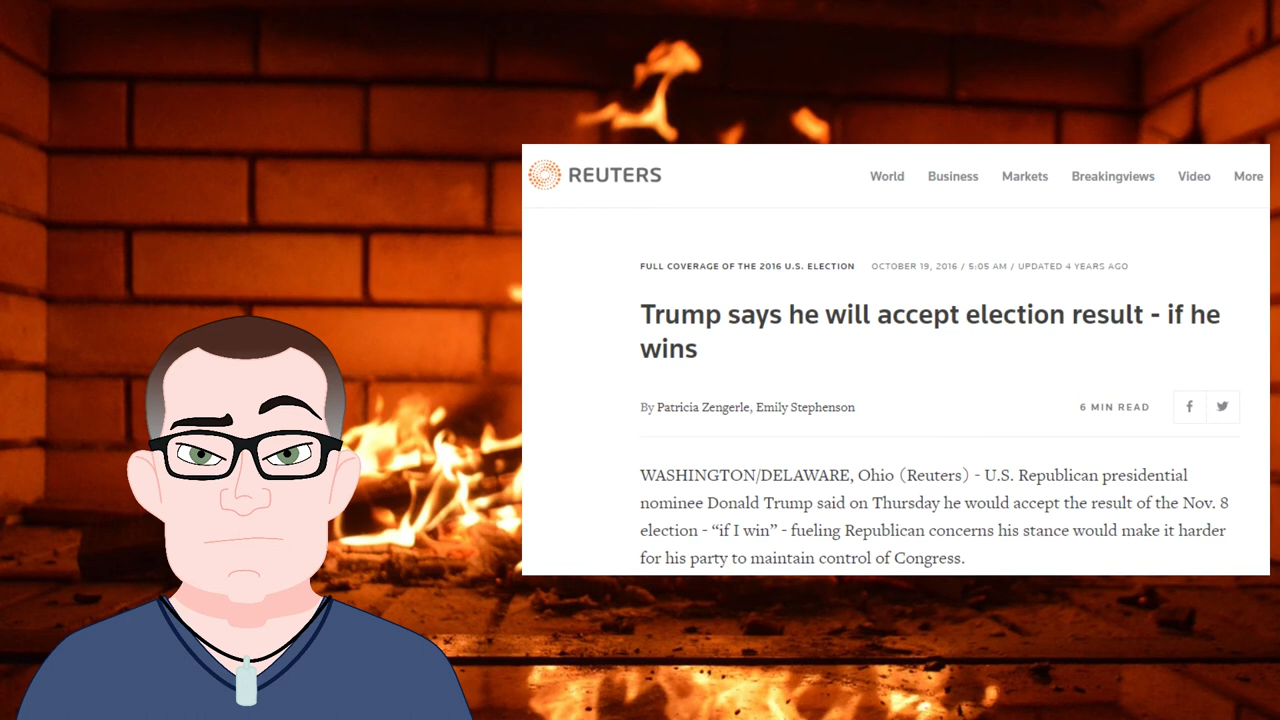 REUTERS
World Business Markets Breakingviews Video More
FULL COVERAGE OF THE 2016 U.S. ELECTION OCTOBER 19, 2016 / 5:05 AM / UPDATED 4 YEARS AGO
Trump says he will accept election result - if he
wins
By Patricia Zengerle, Emily Stephenson 6 MIN READ
WASHINGTON/DELAWARE, Ohio (Reuters) - U.S. Republican presidential
nominee Donald Trump said on Thursday he would accept the result of the Nov. 8
election - “if I win” - fueling Republican concerns his stance would make it harder
for his party to maintain control of Congress.